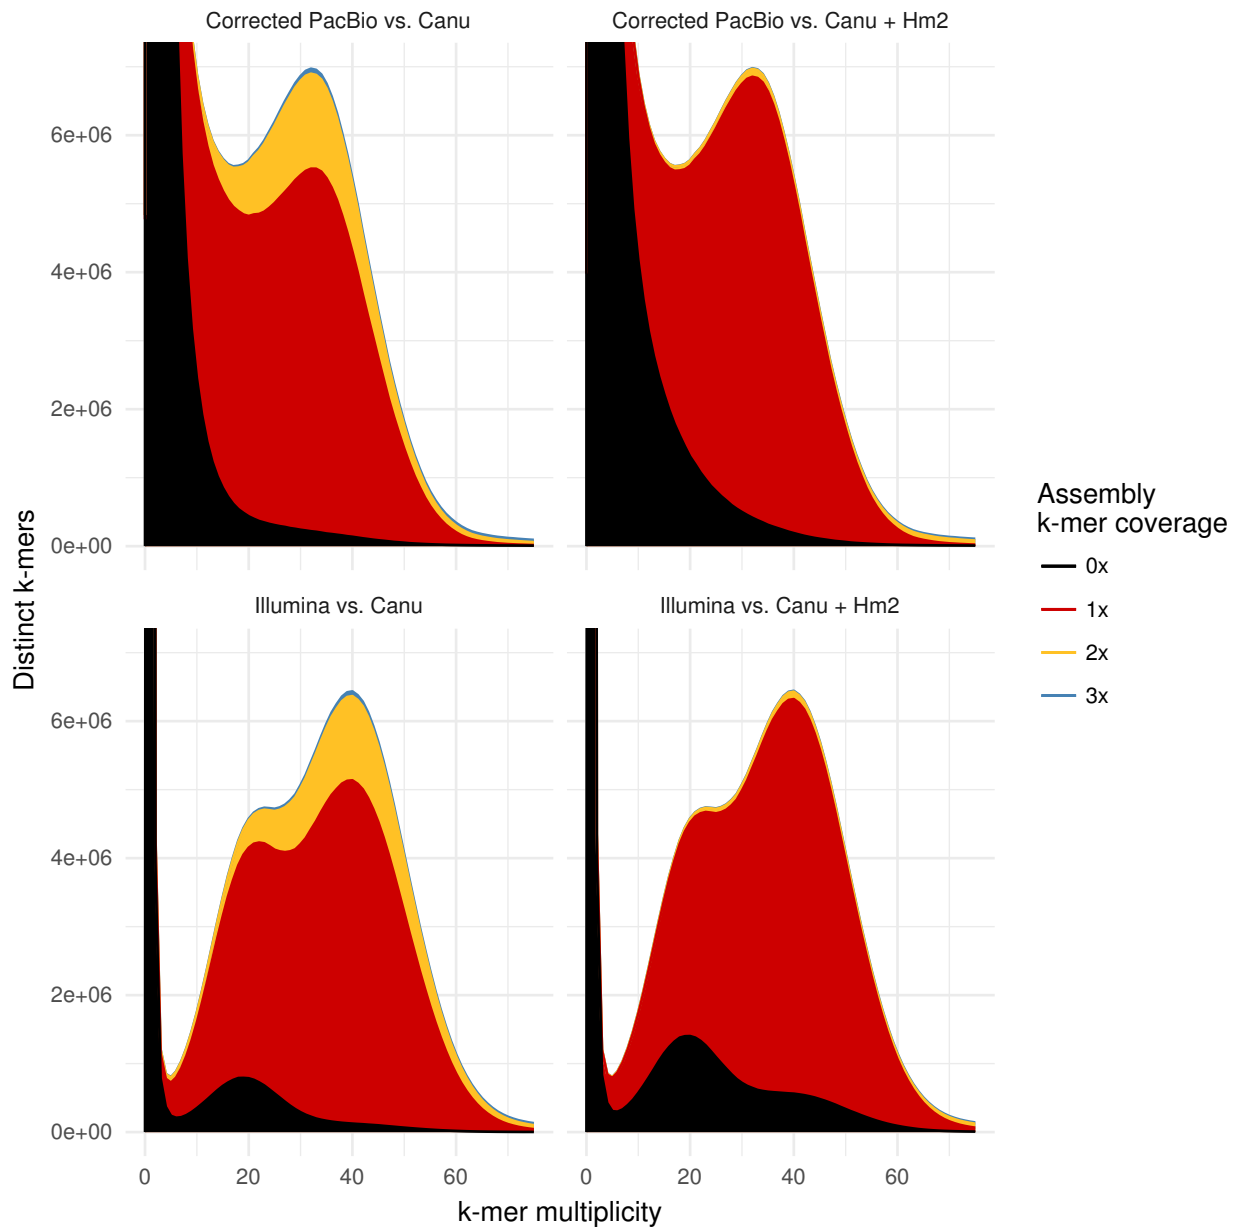 Corrected PacBio vs. Canu
Corrected PacBio vs. Canu + Hm2
6e+06
4e+06
2e+06
0e+00
Illumina vs. Canu
Illumina vs. Canu + Hm2
6e+06
4e+06
2e+06
0e+00
0
20
40
60
0
20
40
60
k-mer multiplicity
Distinct k-mers
Assembly
k-mer coverage
0x
1x
2x
3x